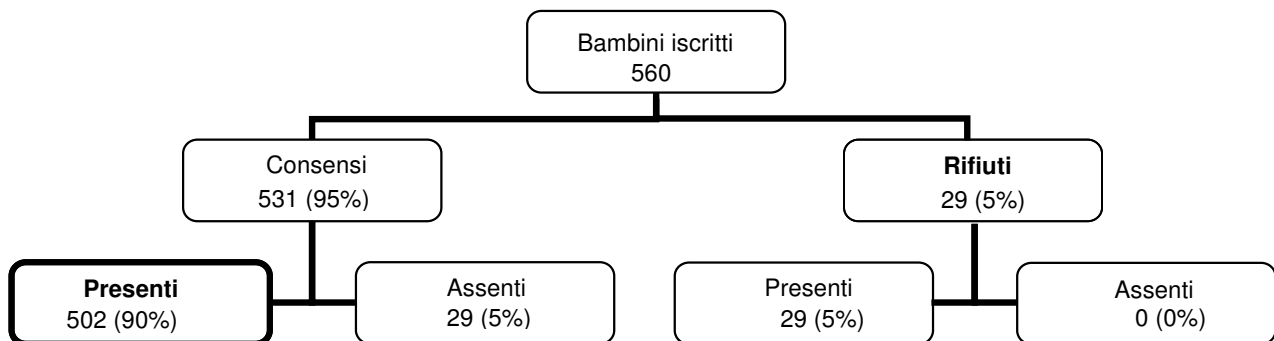 Bambini iscritti
560
Consensi
531 (95%)
Rifiuti
29 (5%)
Presenti
502 (90%)
Assenti
29 (5%)
Presenti
29 (5%)
Assenti
0 (0%)